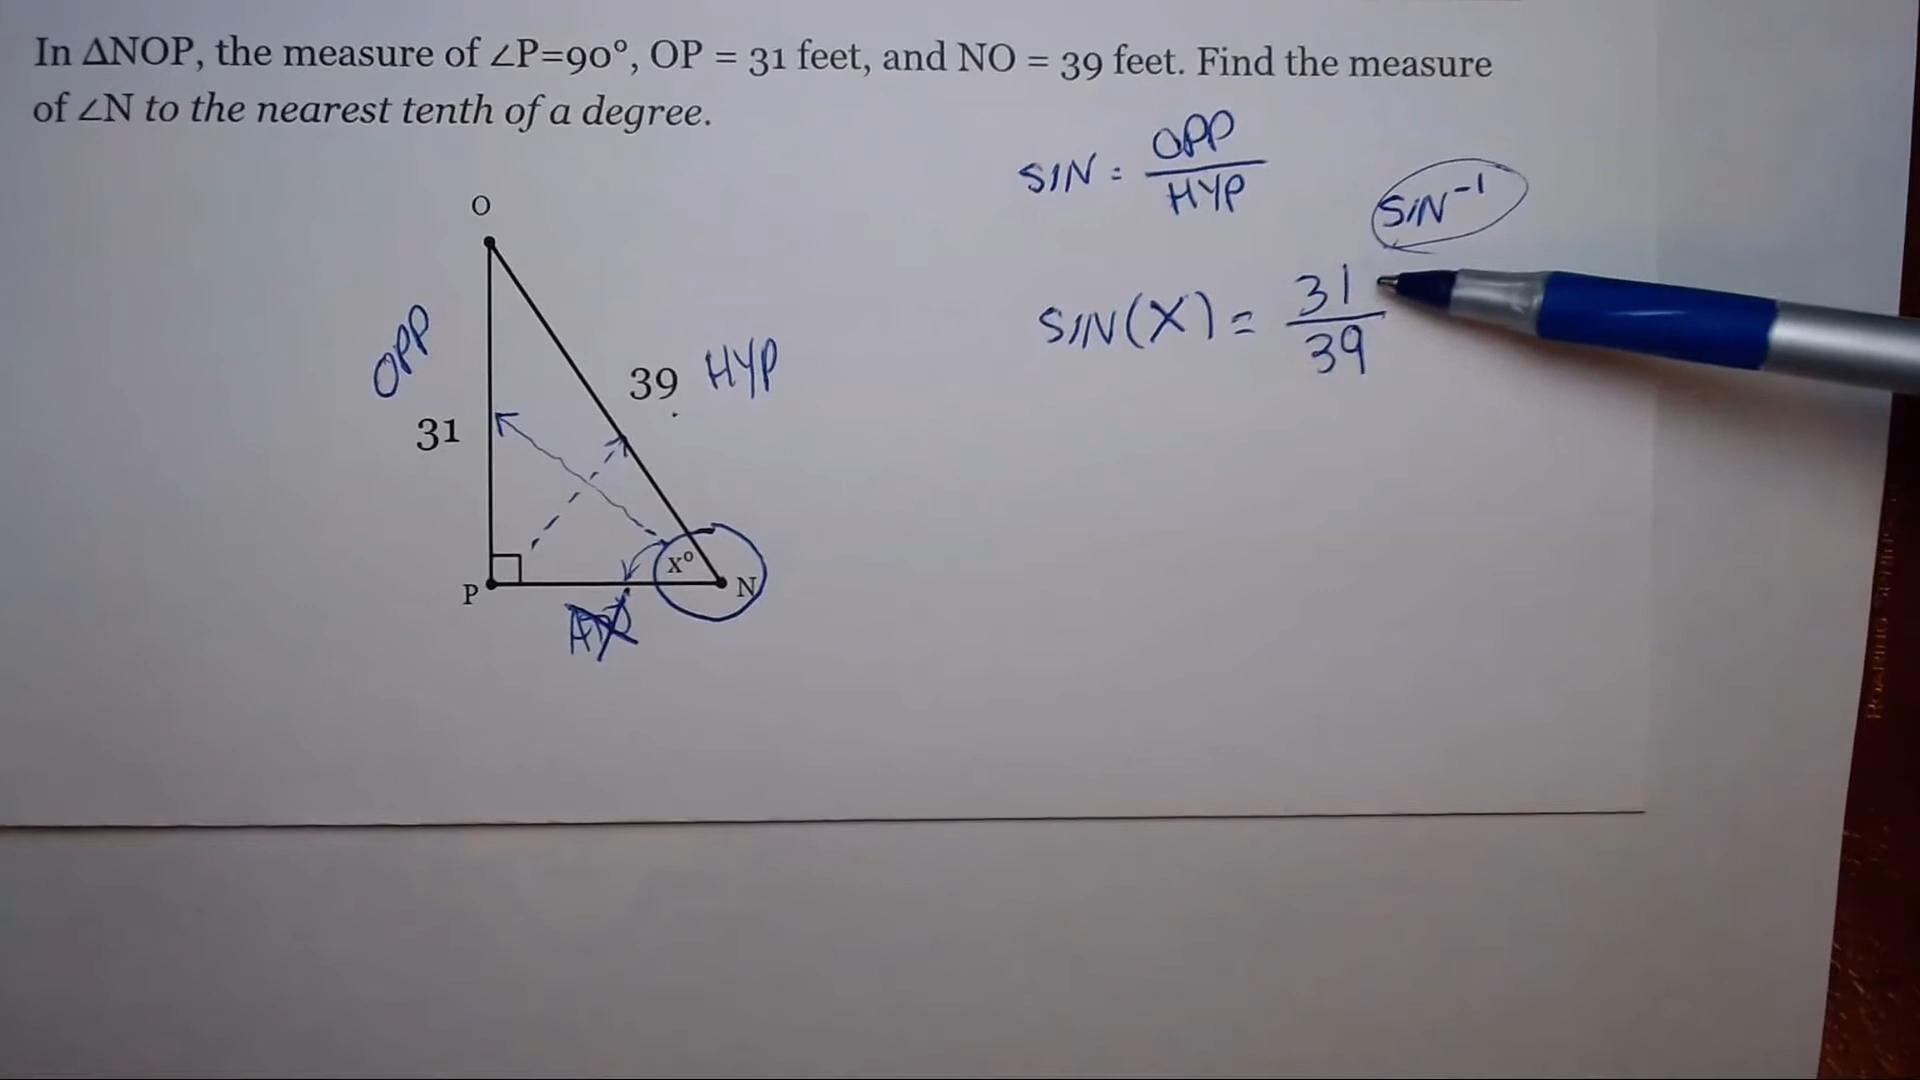 In ΔNOP, the measure of ∠P=90°, OP = 31 feet, and NO = 39 feet. Find the measure
of ∠N to the nearest tenth of a degree.
SIN = OPP
HYP
SIN⁻¹
SIN(X) = 31
39
O
OPP
39 HYP
31
x°
P
N